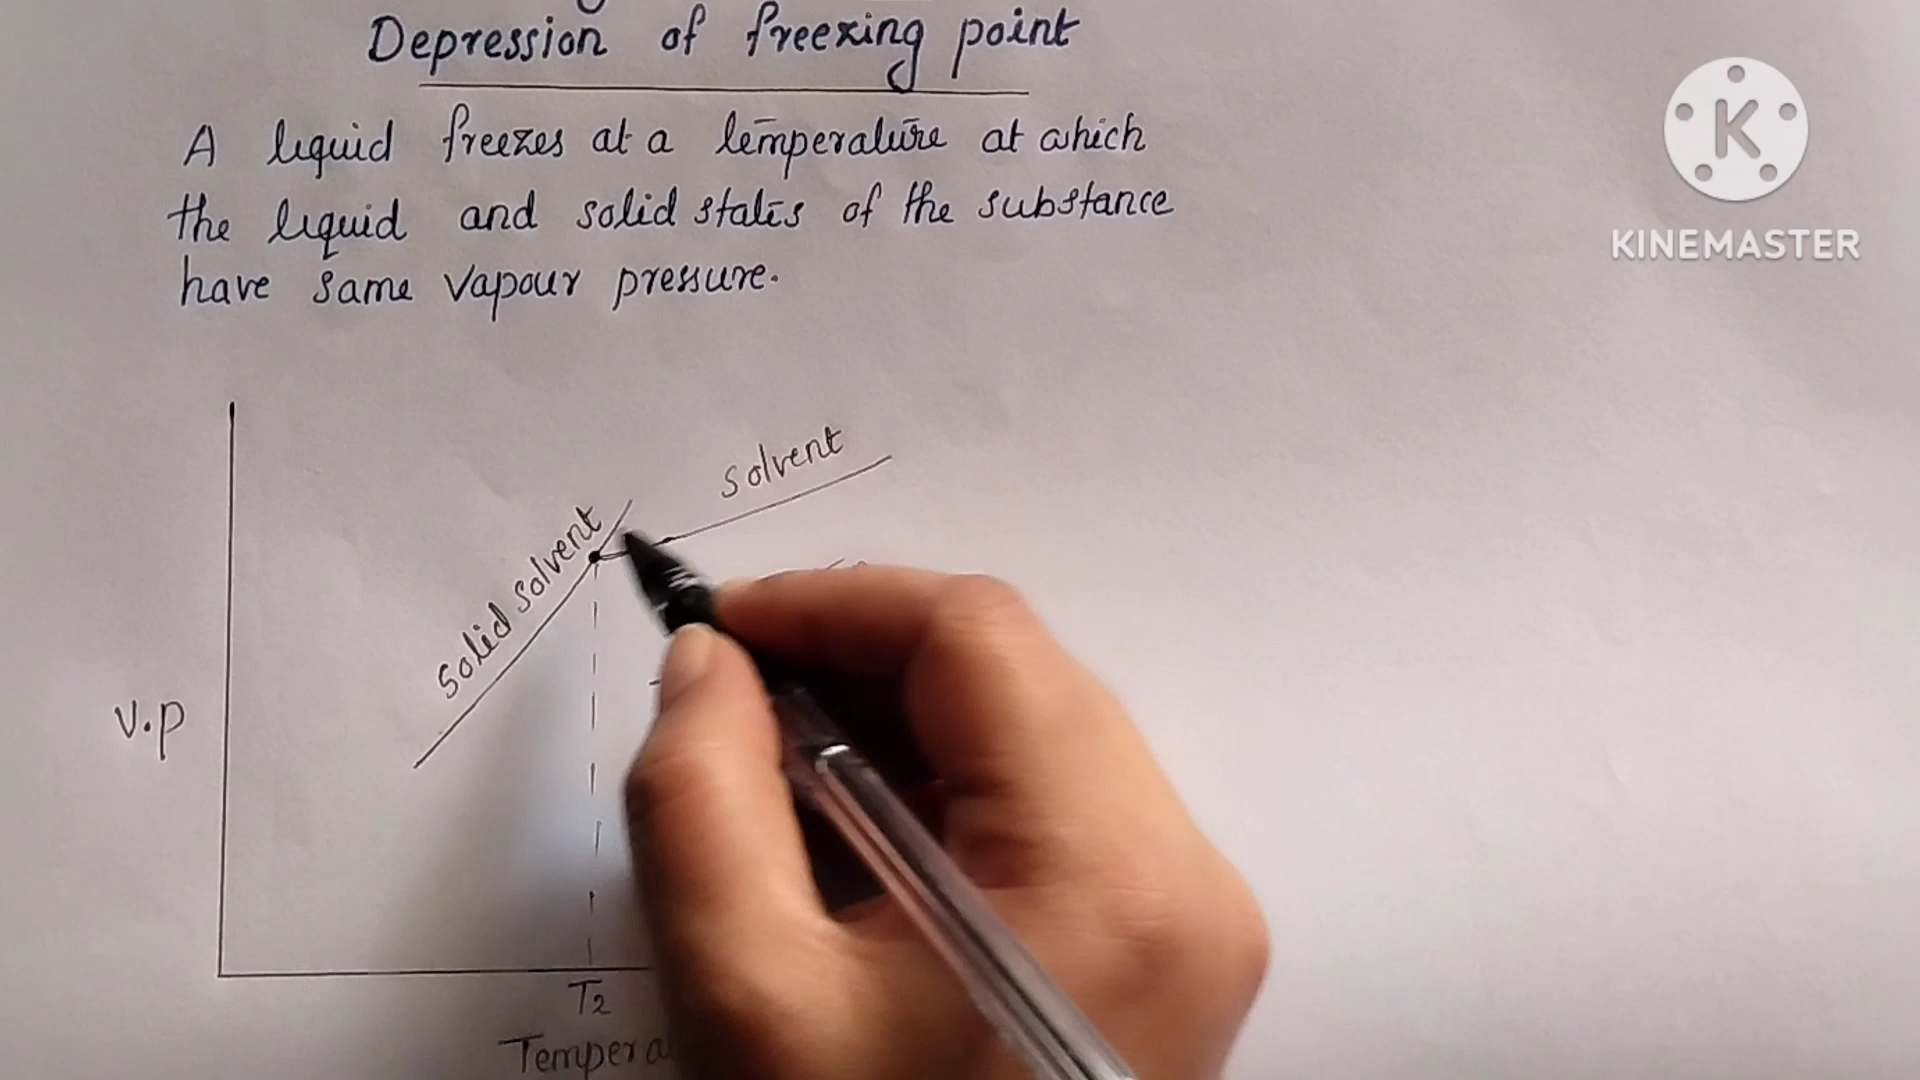 Depression of freezing point
A liquid freezes at a temperature at which
the liquid and solid states of the substance
have same vapour pressure.
K
KINEMASTER
solvent
solid solvent
V.p
T2
Tempera